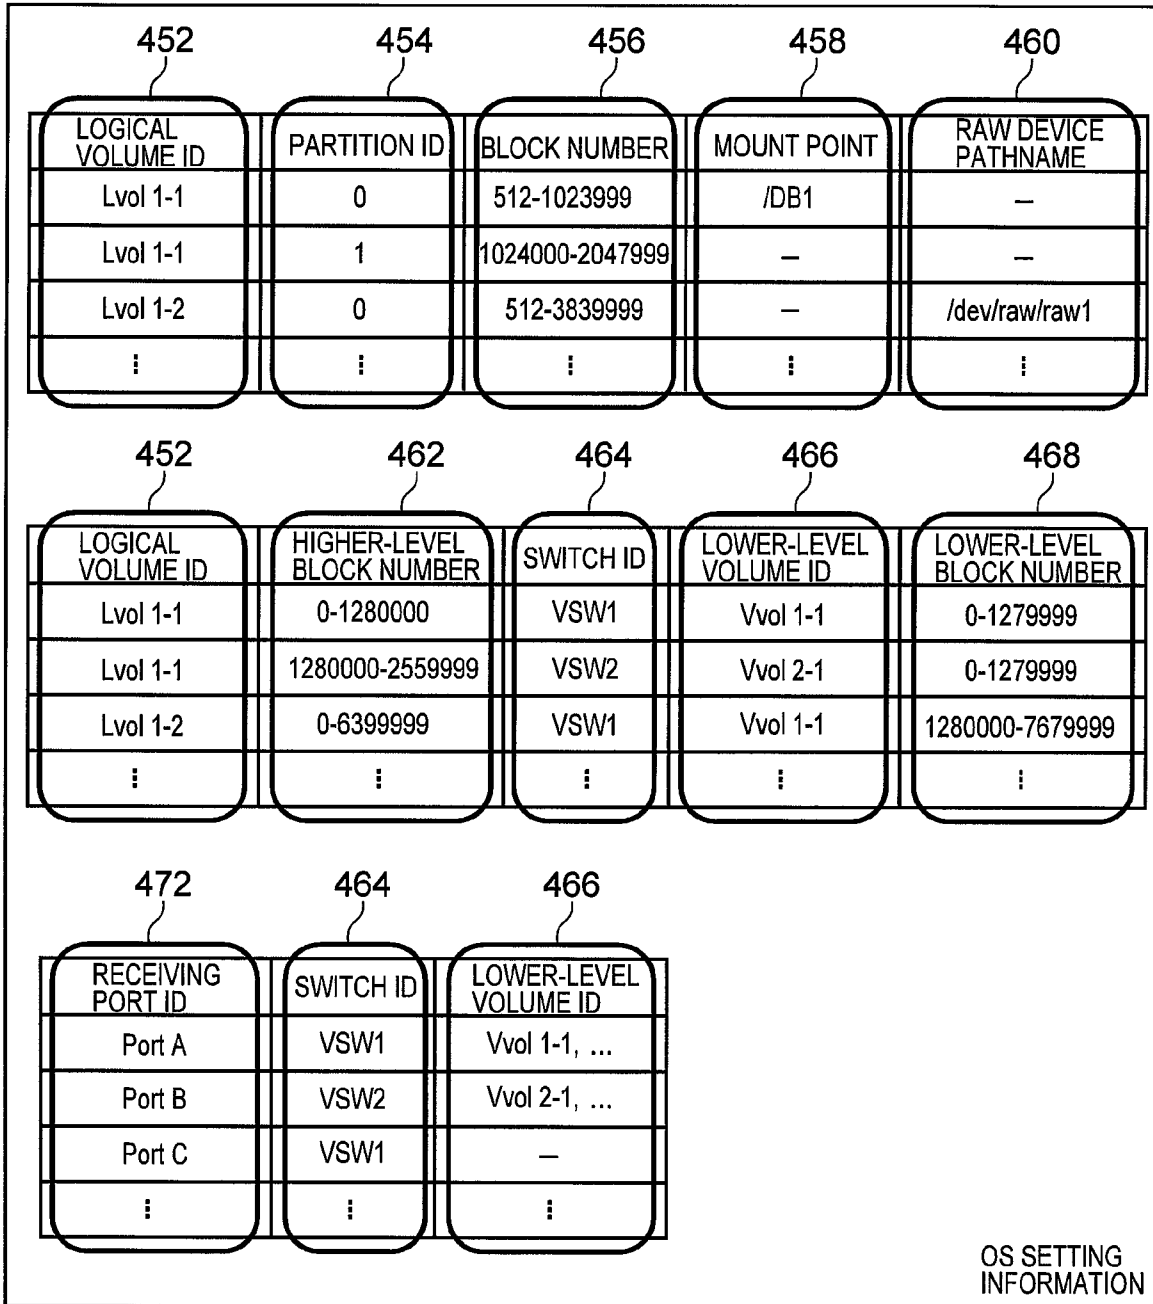 452 454 456 458 460
LOGICAL VOLUME ID PARTITION ID BLOCK NUMBER MOUNT POINT RAW DEVICE PATHNAME
Lvol 1-1 0 512-1023999 /DB1 —
Lvol 1-1 1 1024000-2047999 — —
Lvol 1-2 0 512-3839999 — /dev/raw/raw1
⋮ ⋮ ⋮ ⋮ ⋮
452 462 464 466 468
LOGICAL VOLUME ID HIGHER-LEVEL BLOCK NUMBER SWITCH ID LOWER-LEVEL VOLUME ID LOWER-LEVEL BLOCK NUMBER
Lvol 1-1 0-1280000 VSW1 Vvol 1-1 0-1279999
Lvol 1-1 1280000-2559999 VSW2 Vvol 2-1 0-1279999
Lvol 1-2 0-6399999 VSW1 Vvol 1-1 1280000-7679999
⋮ ⋮ ⋮ ⋮ ⋮
472 464 466
RECEIVING PORT ID SWITCH ID LOWER-LEVEL VOLUME ID
Port A VSW1 Vvol 1-1, ...
Port B VSW2 Vvol 2-1, ...
Port C VSW1 —
⋮ ⋮ ⋮
OS SETTING
INFORMATION